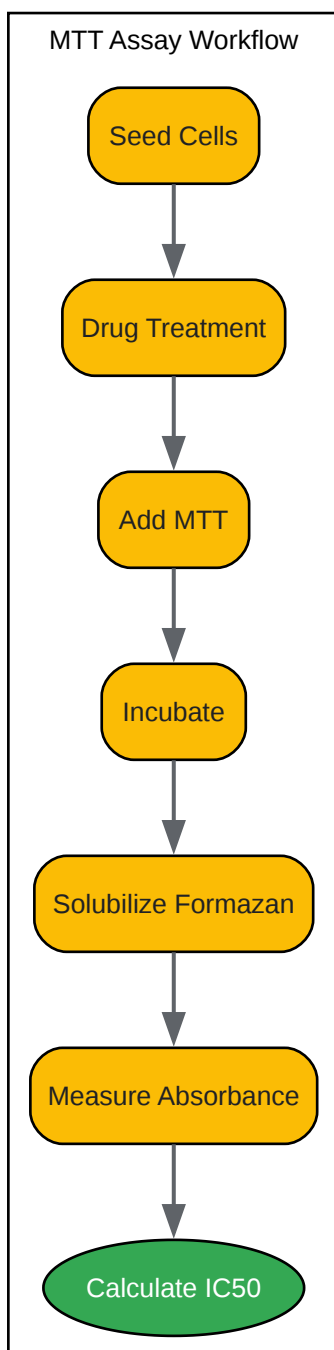 MTT Assay Workflow
Seed Cells
Drug Treatment
Add MTT
Incubate
Solubilize Formazan
Measure Absorbance
Calculate IC50